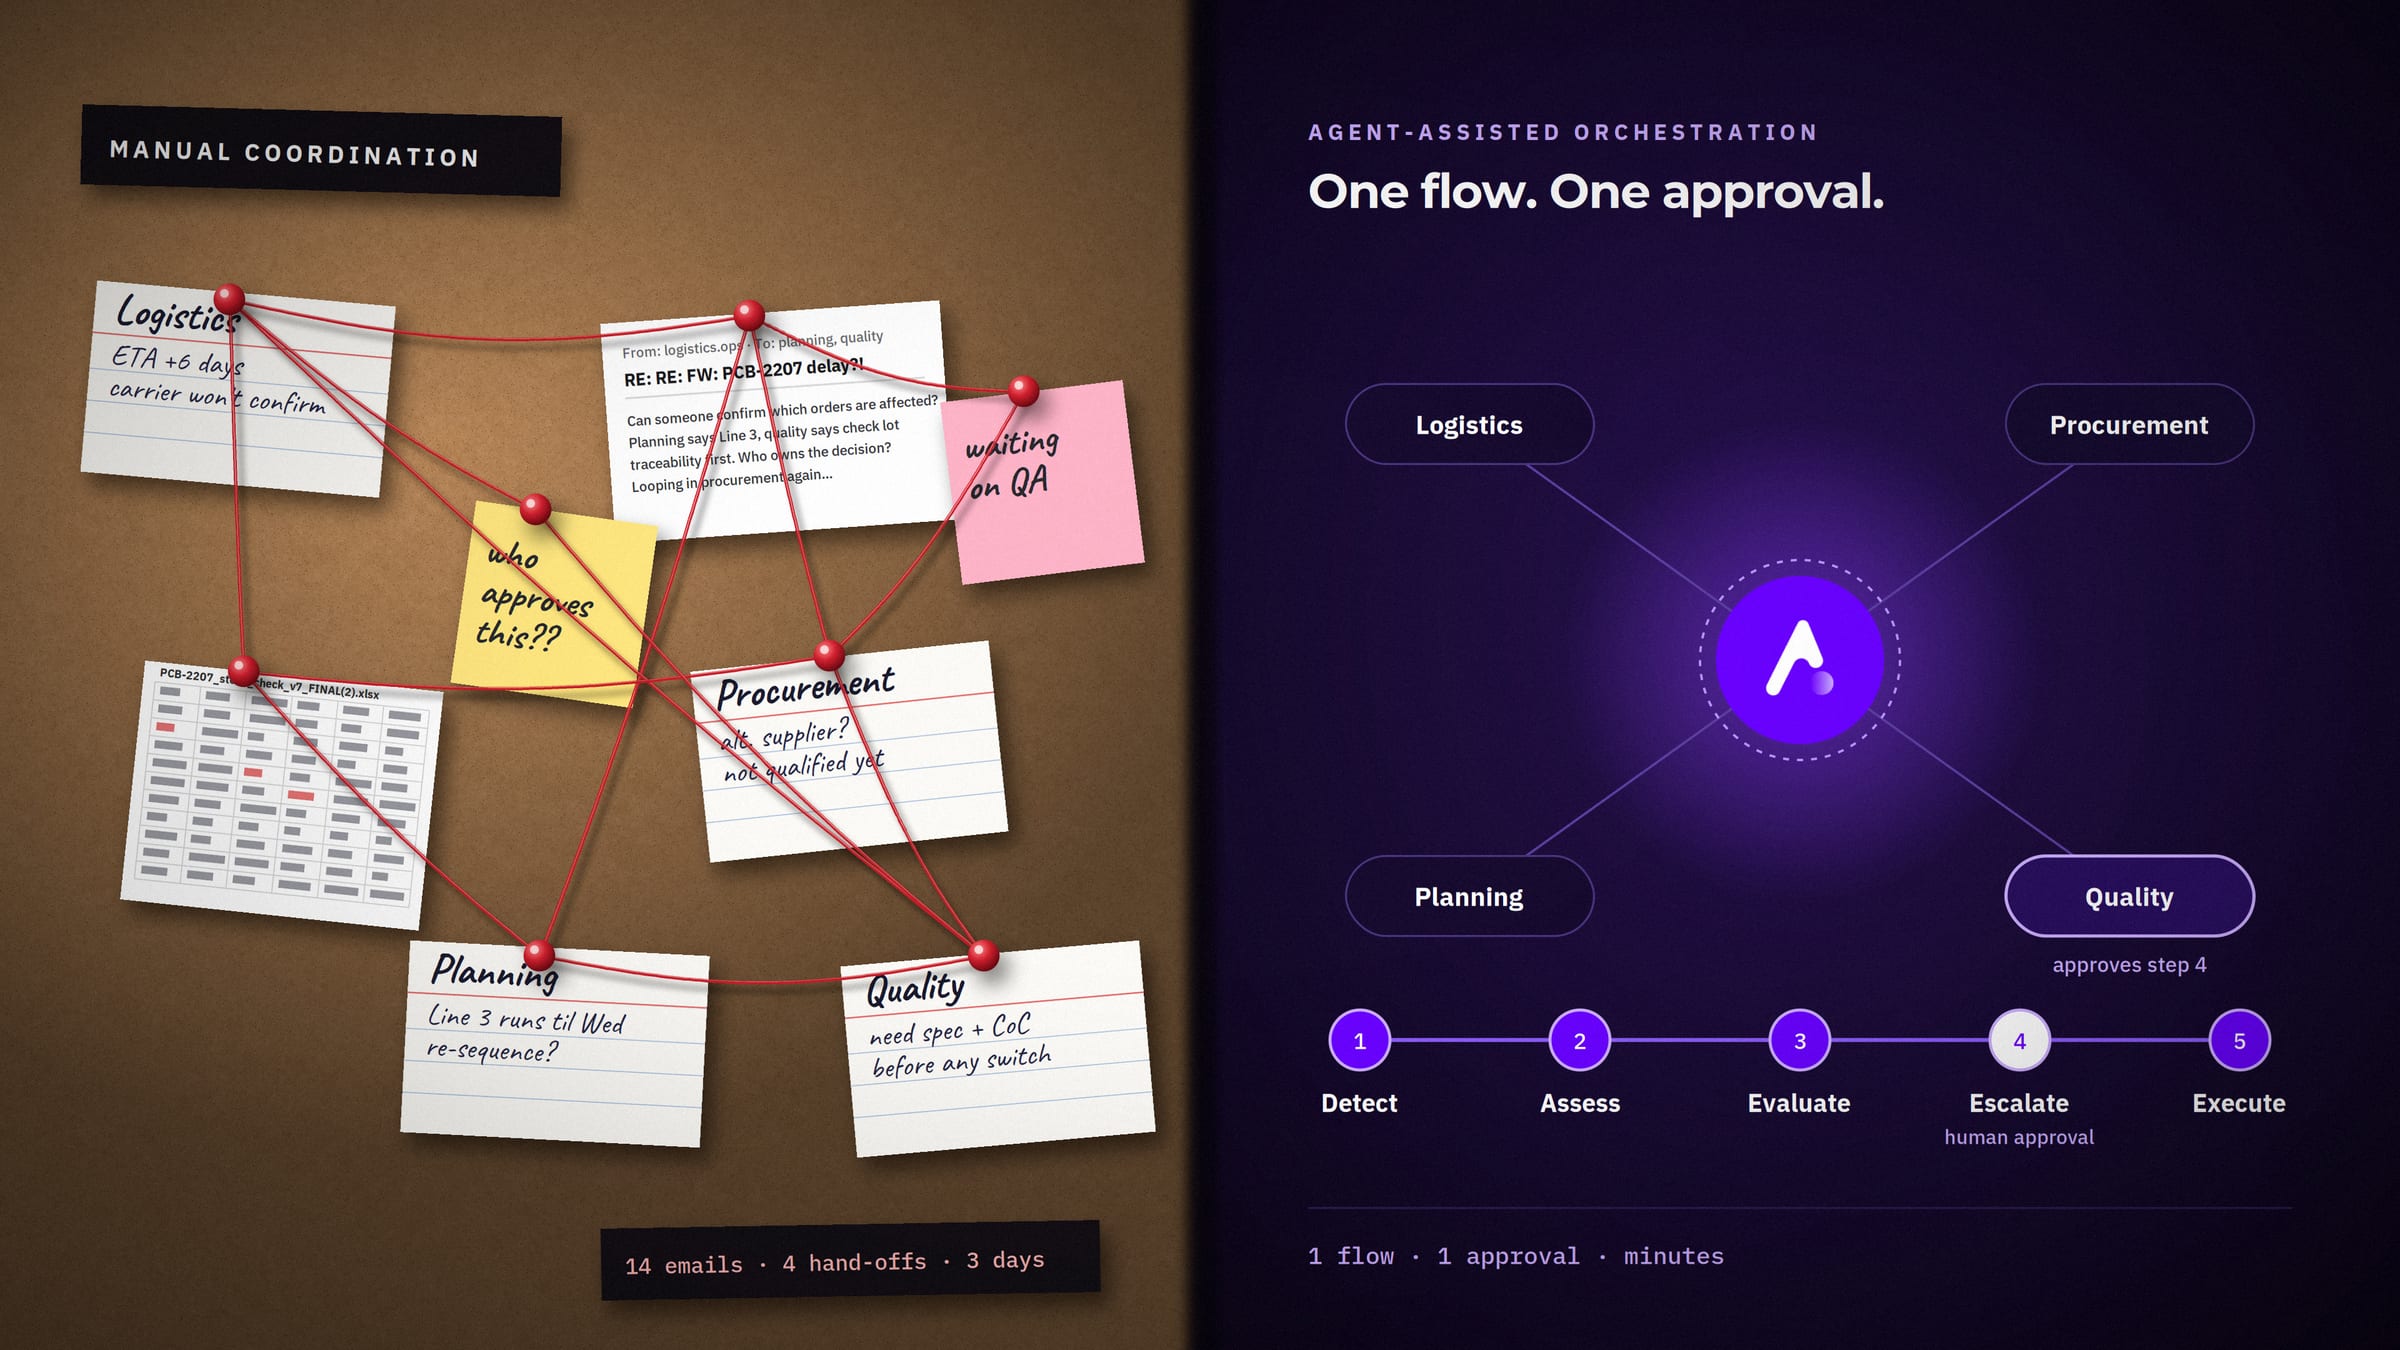 MANUAL COORDINATION
Logistics
ETA +6 days
carrier won't confirm
From: logistics.ops · To: planning, quality
RE: RE: FW: PCB-2207 delay?!
Can someone confirm which orders are affected?
Planning says Line 3, quality says check lot
traceability first. Who owns the decision?
Looping in procurement again...
waiting
on QA
who
approves
this??
PCB-2207_st check_v7_FINAL(2).xlsx
Procurement
alt. supplier?
not qualified yet
Planning
Line 3 runs til Wed
re-sequence?
Quality
need spec + CoC
before any switch
14 emails · 4 hand-offs · 3 days
AGENT-ASSISTED ORCHESTRATION
One flow. One approval.
Logistics
Procurement
Planning
Quality
approves step 4
1
2
3
4
5
Detect
Assess
Evaluate
Escalate
Execute
human approval
1 flow · 1 approval · minutes